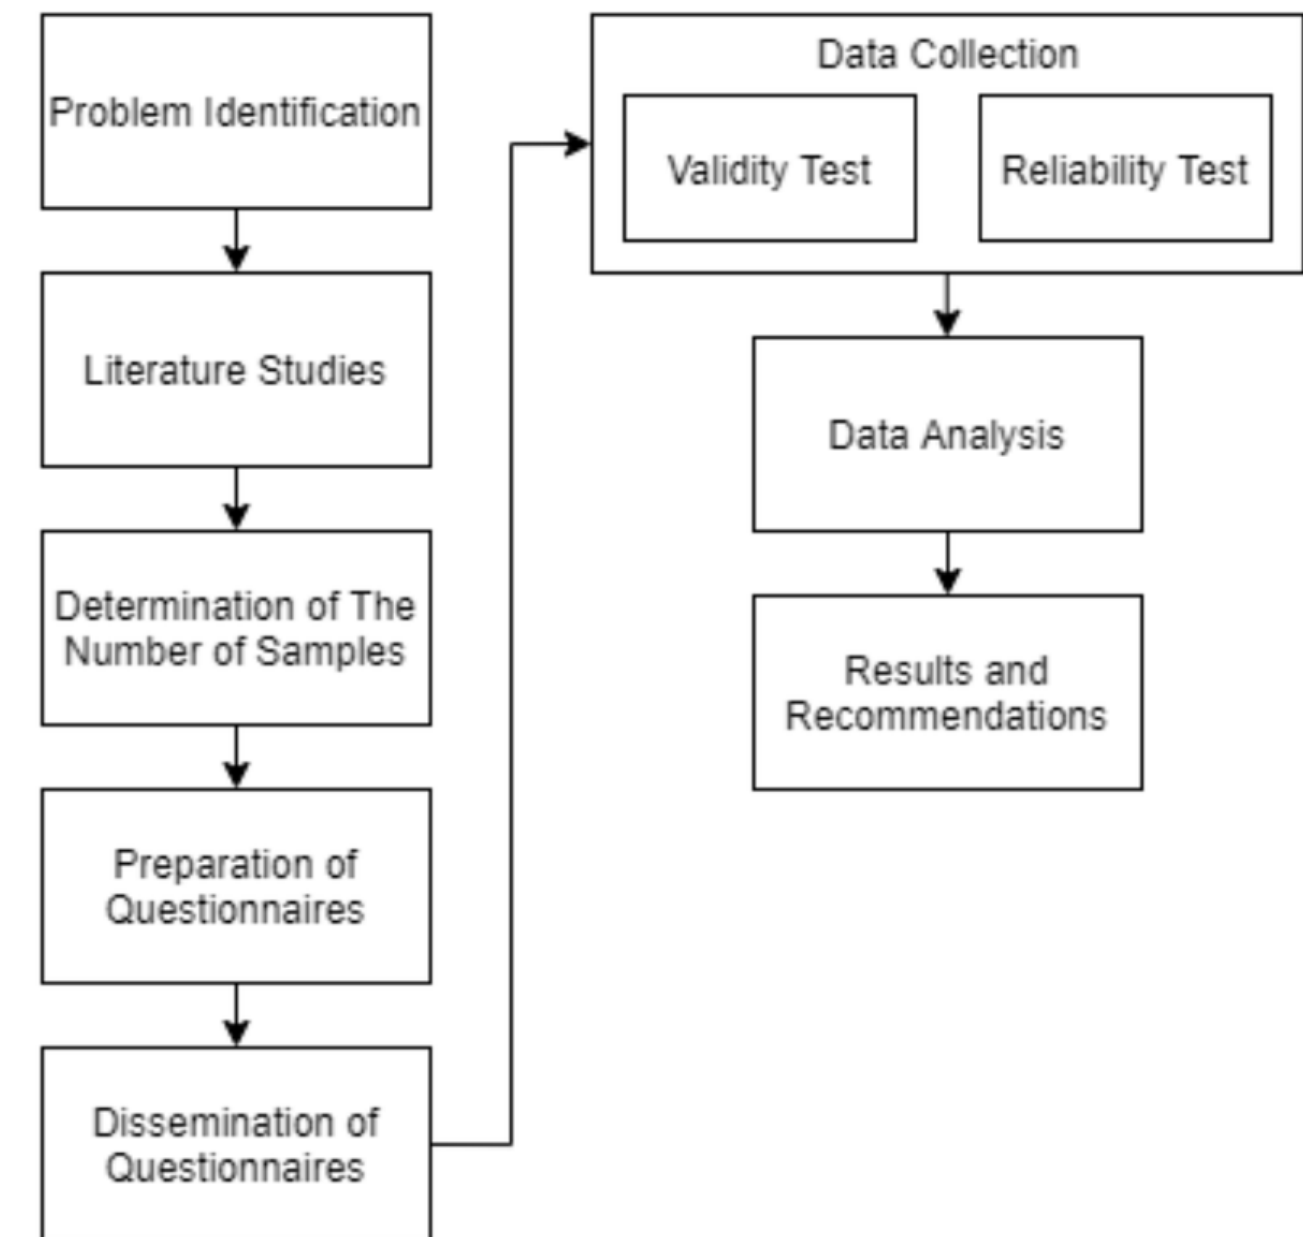 Problem Identification
Literature Studies
Determination of The
Number of Samples
Preparation of
Questionnaires
Dissemination of
Questionnaires
Data Collection
Validity Test
Reliability Test
Data Analysis
Results and
Recommendations